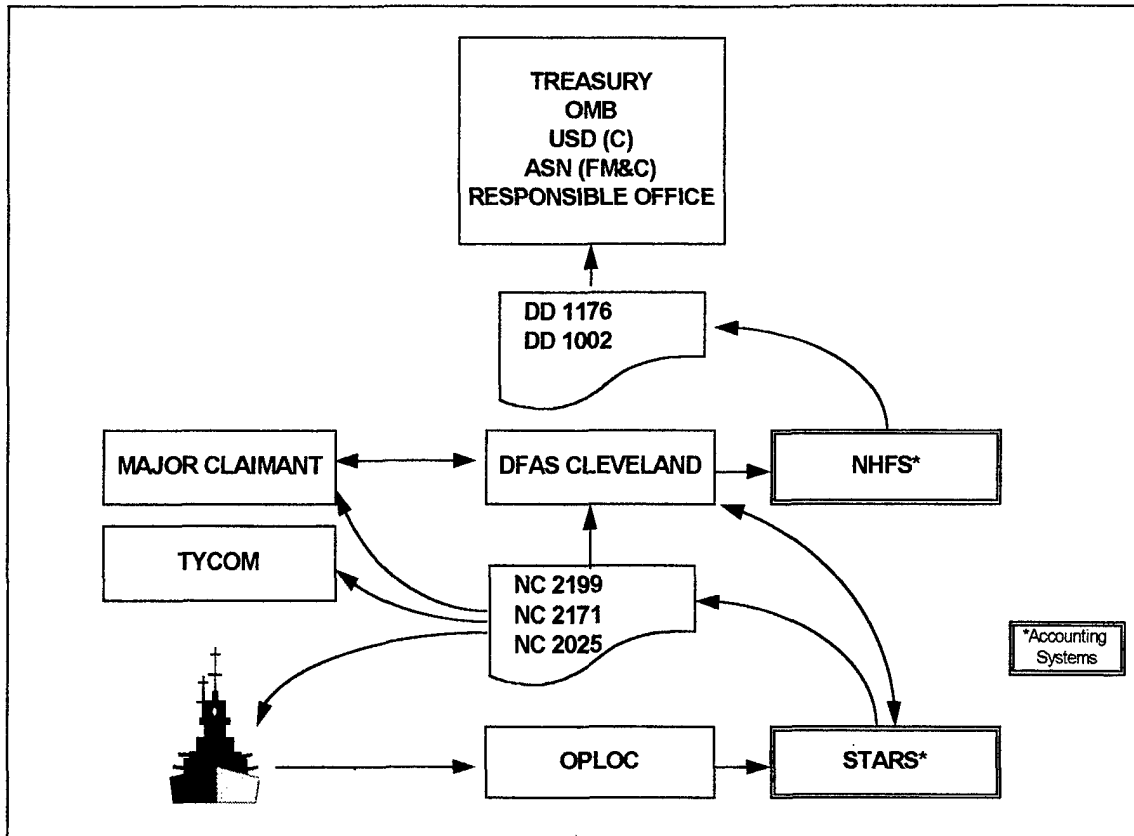 TREASURY
OMB
USD (C)
ASN (FM&C)
RESPONSIBLE OFFICE
DD 1176
DD 1002
MAJOR CLAIMANT
DFAS CLEVELAND
NHFS*
TYCOM
NC 2199
NC 2171
NC 2025
*Accounting
Systems
OPLOC
STARS*